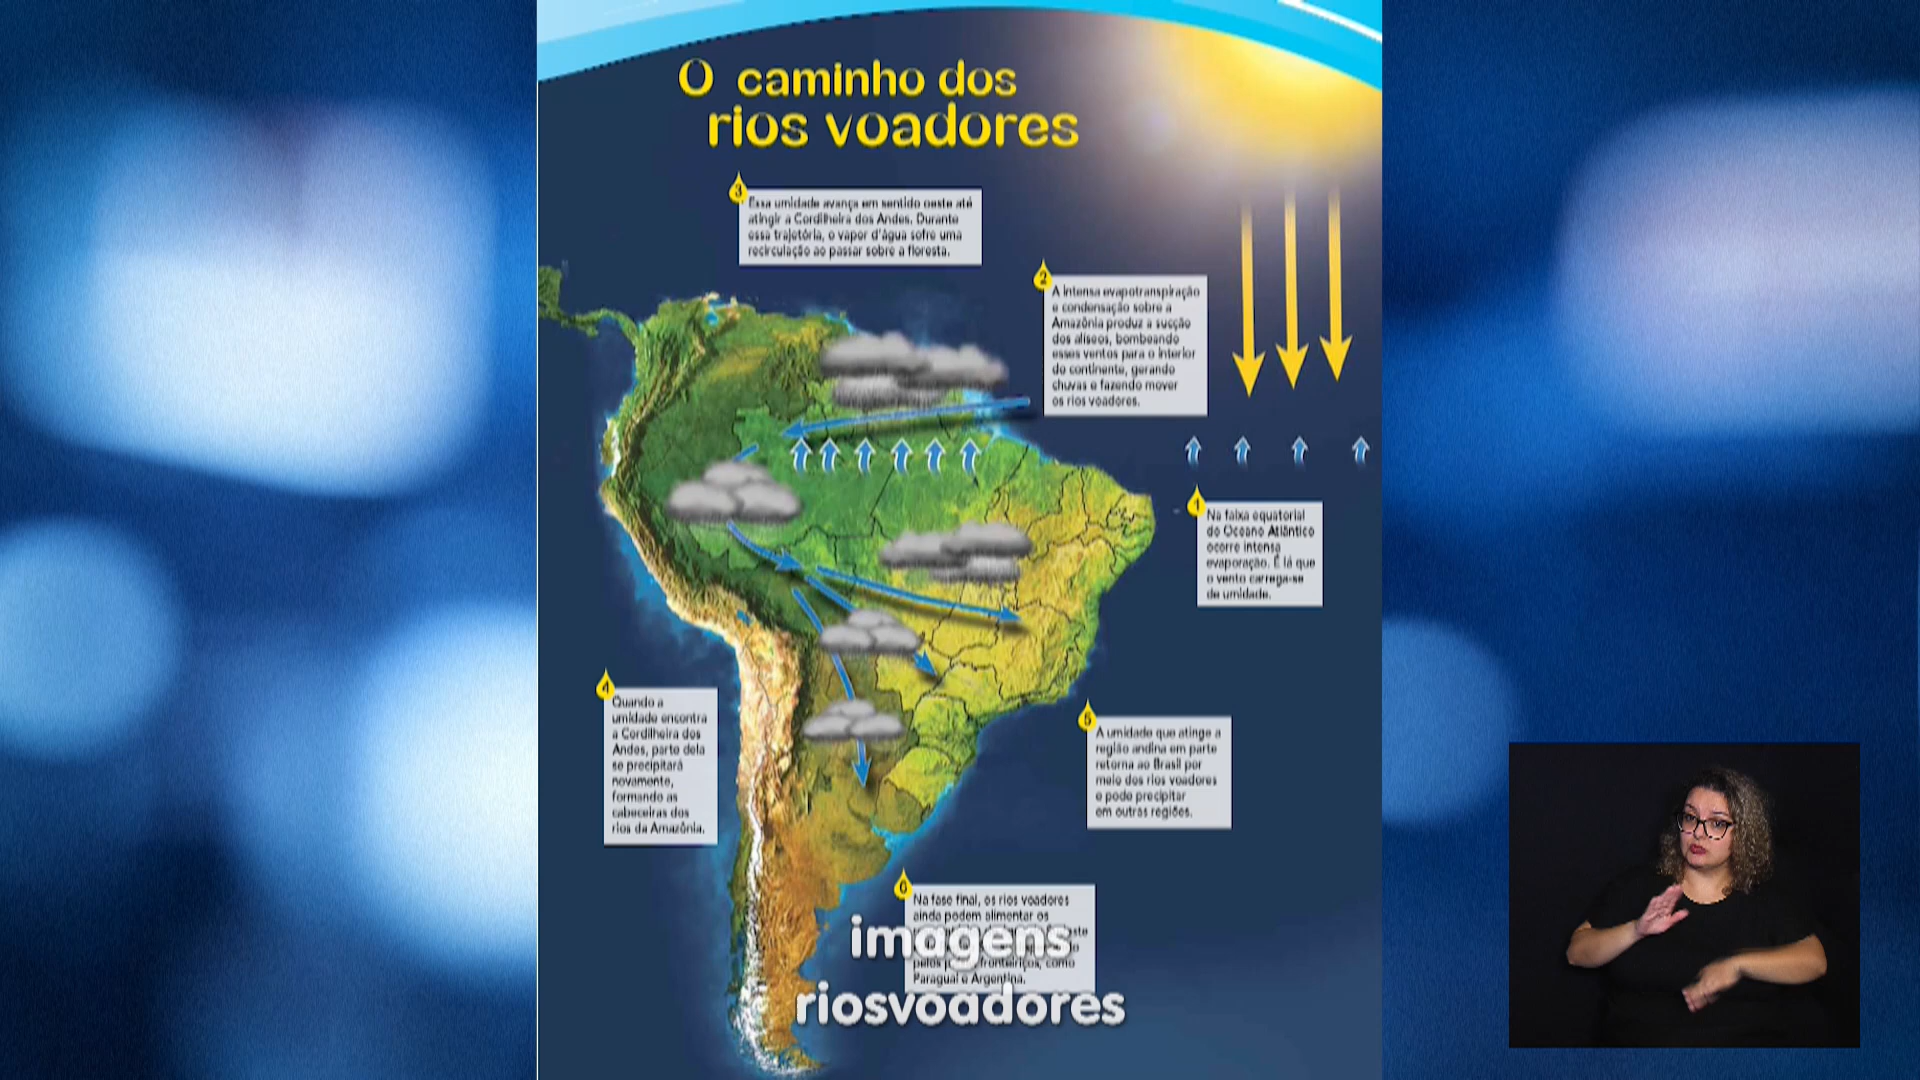 O caminho dos
rios voadores
3
Essa umidade avança em sentido oeste até
atingir a Cordilheira dos Andes. Durante
essa trajetória, o vapor d'água sofre uma
recirculação ao passar sobre a floresta.
2
A intensa evapotranspiração
e condensação sobre a
Amazônia produz a sucção
dos alíseos, bombeando
esses ventos para o interior
do continente, gerando
chuvas e fazendo mover
os rios voadores.
1
Na faixa equatorial
do Oceano Atlântico
ocorre intensa
evaporação. É lá que
o vento carrega-se
de umidade.
4
Quando a
umidade encontra
a Cordilheira dos
Andes, parte dela
se precipitará
novamente,
formando as
cabeceiras dos
rios da Amazônia.
5
A umidade que atinge a
região andina em parte
retorna ao Brasil por
meio dos rios voadores
e pode precipitar
em outras regiões.
6
Na fase final, os rios voadores
ainda podem alimentar os
pelos fronteiriços, como
Paraguai e Argentina.
imagens
riosvoadores